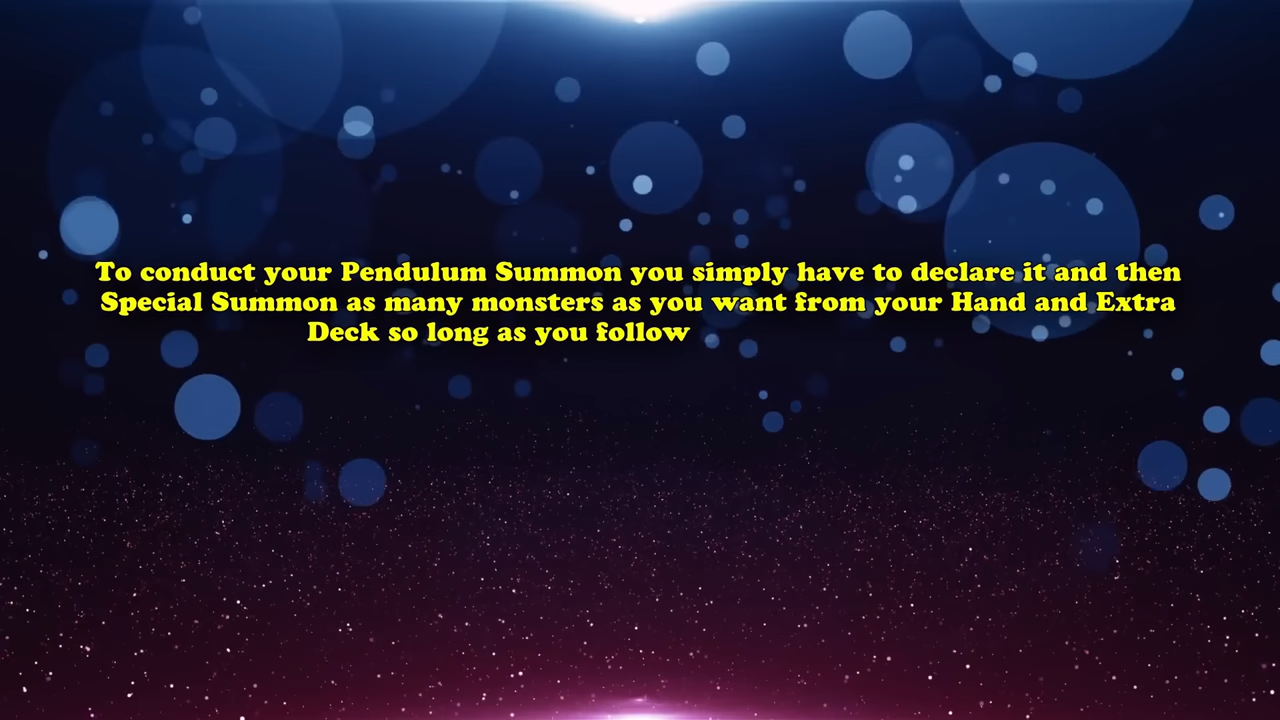 To conduct your Pendulum Summon you simply have to declare it and then
Special Summon as many monsters as you want from your Hand and Extra
Deck so long as you follow